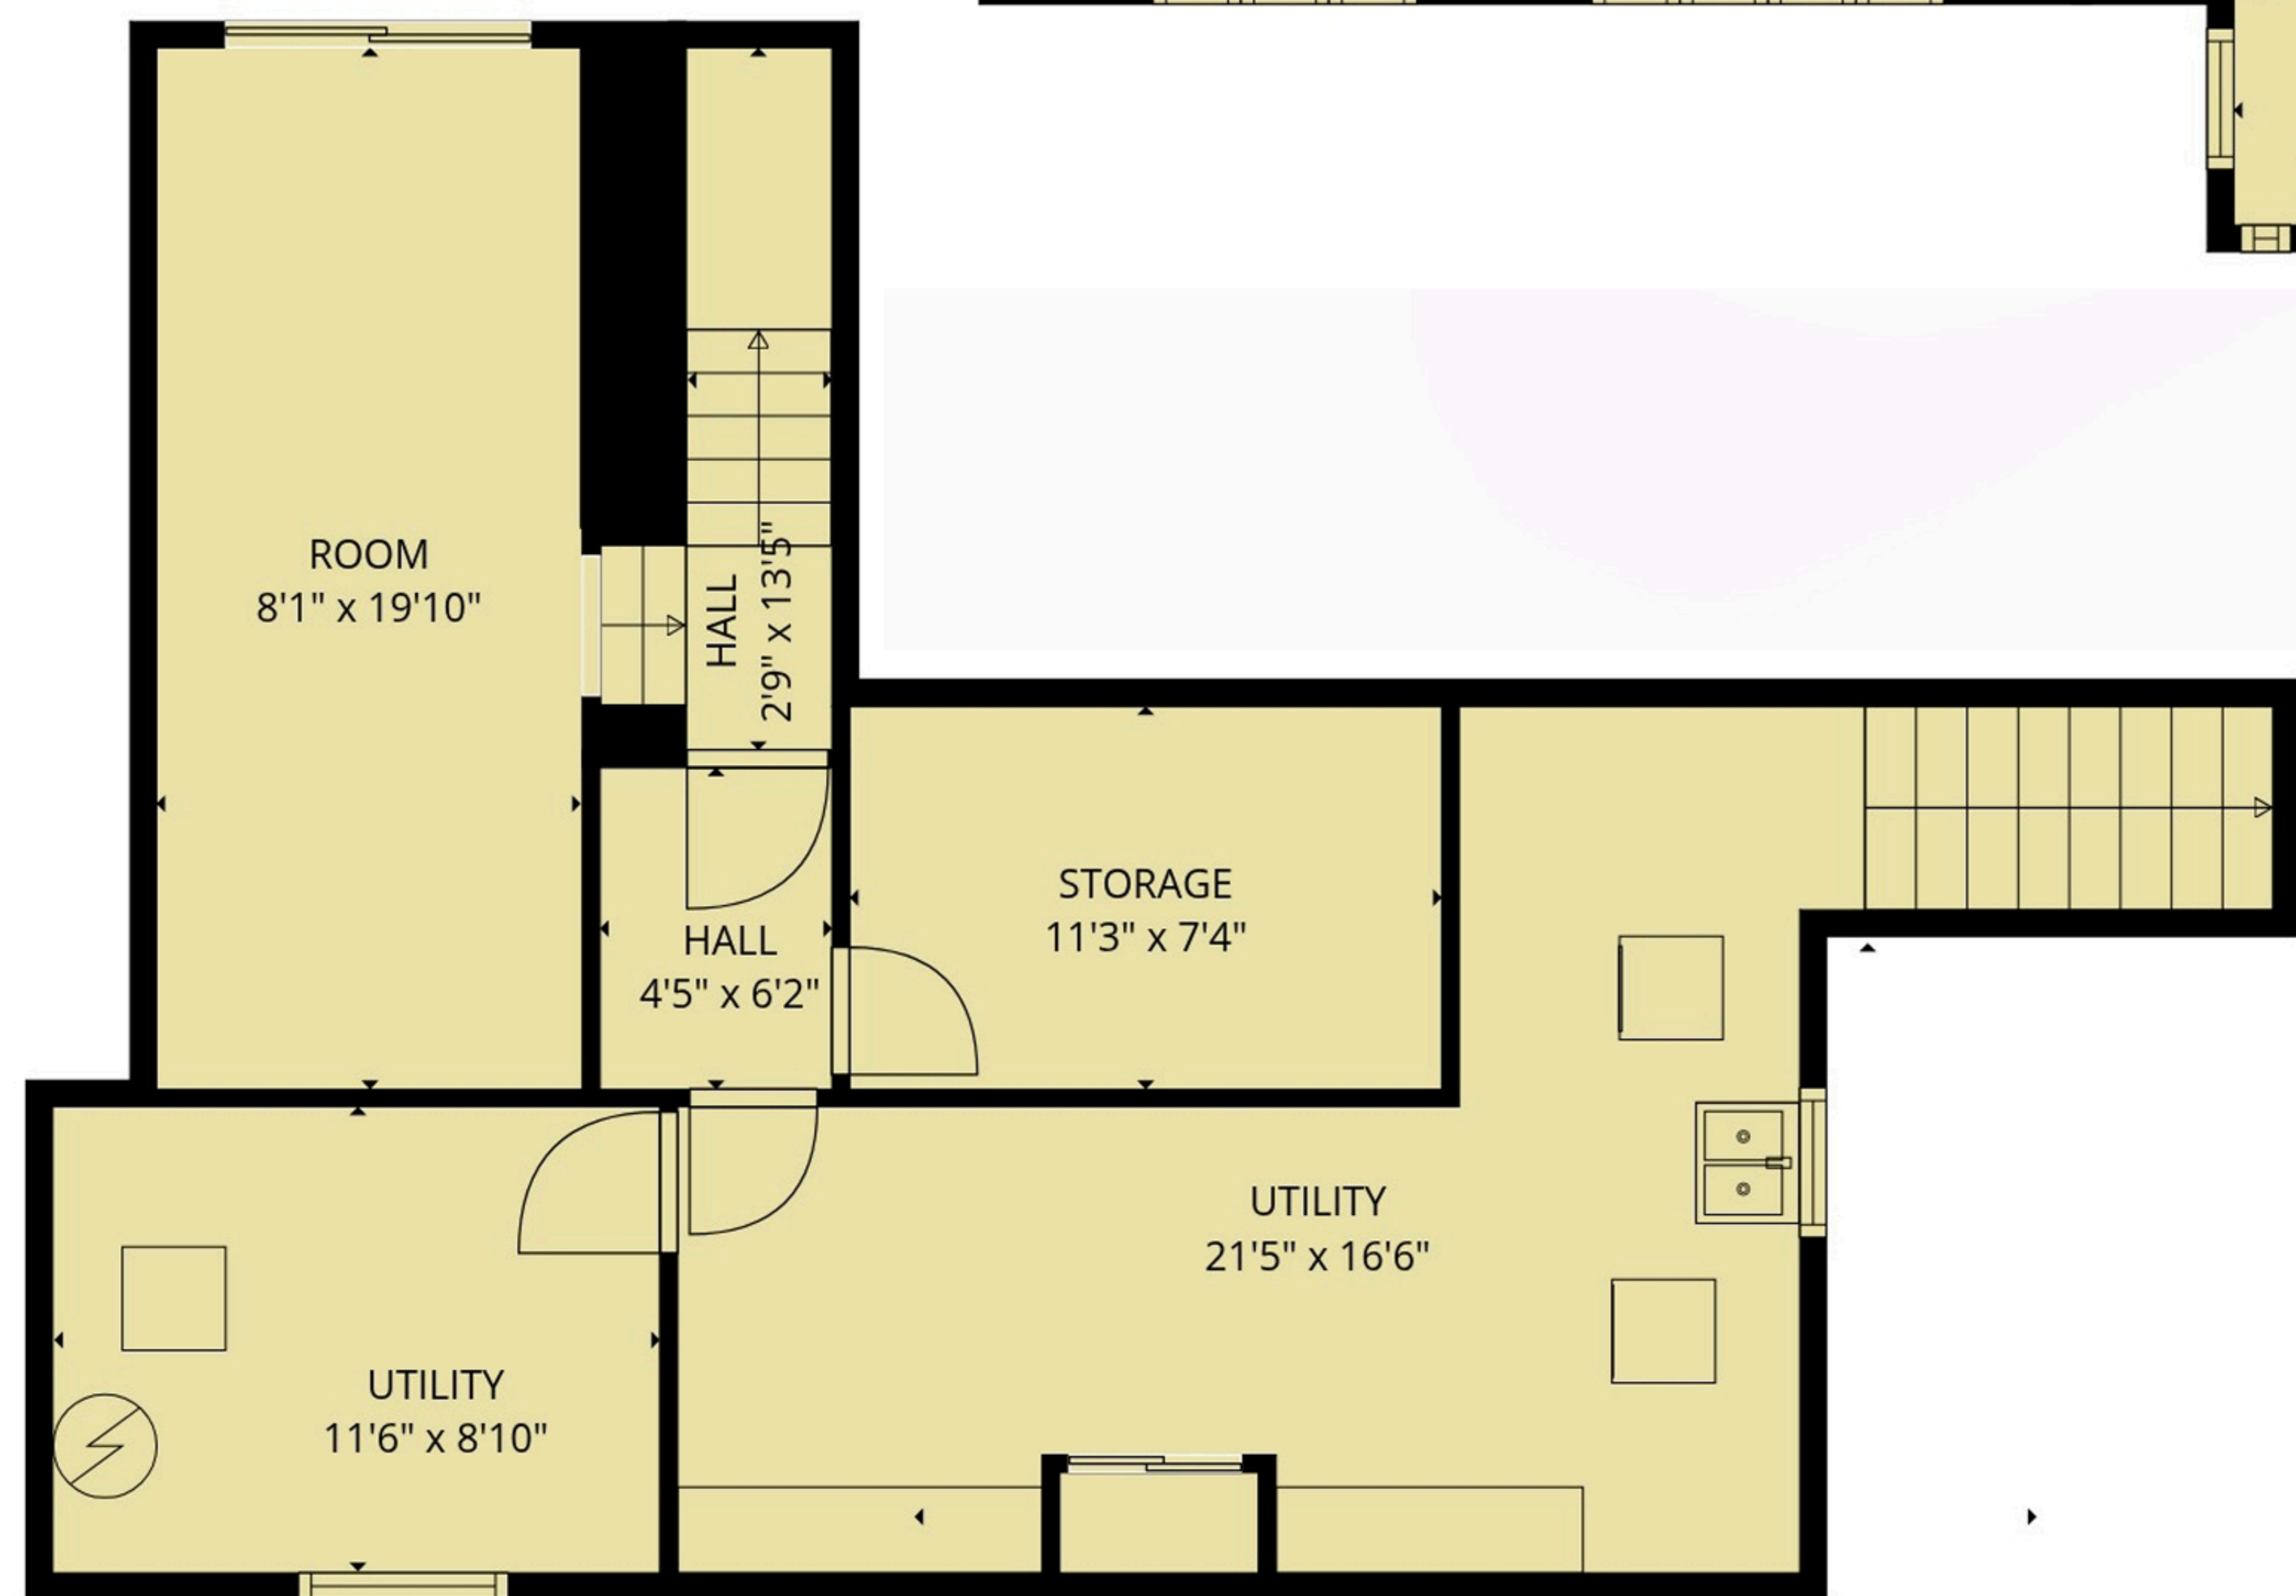 ROOM
8'1" x 19'10"
HALL
2'9" x 13'5"
STORAGE
11'3" x 7'4"
HALL
4'5" x 6'2"
UTILITY
21'5" x 16'6"
UTILITY
11'6" x 8'10"